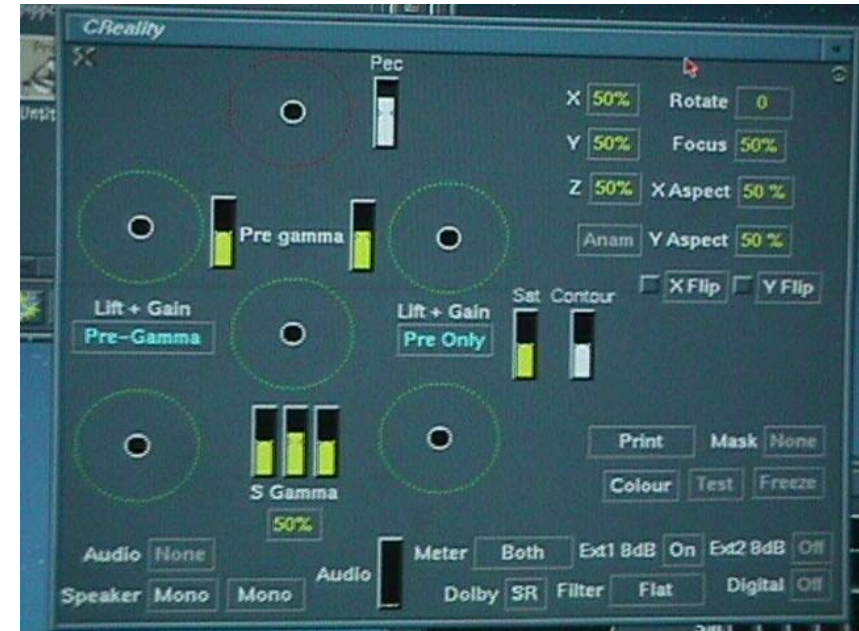 CReality
Pec
X 50% Rotate 0
Y 50% Focus 50%
Z 50% X Aspect 50 %
Pre gamma
Anam Y Aspect 50 %
X Flip Y Flip
Lift + Gain Lift + Gain Sat Contour
Pre-Gamma Pre Only
Print Mask None
Colour Test Freeze
S Gamma
50%
Audio None Meter Both Ext1 8dB On Ext2 8dB Off
Speaker Mono Mono Audio Dolby SR Filter Flat Digital Off